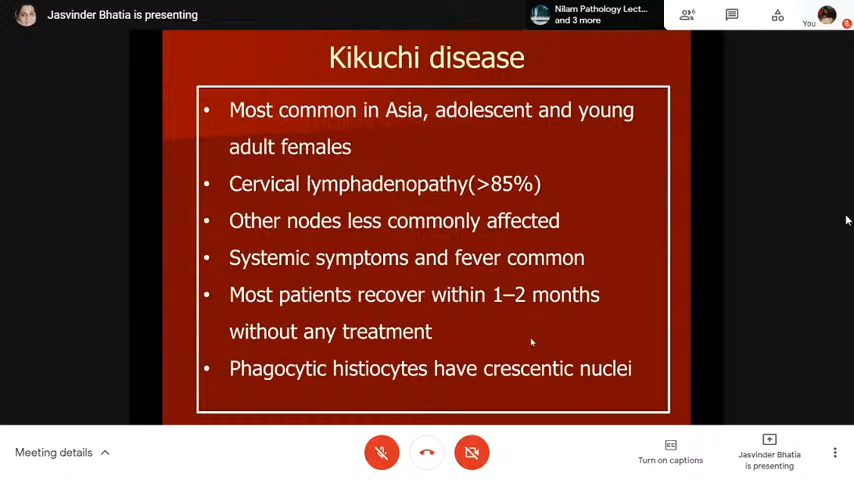 Jasvinder Bhatia is presenting
Nilam Pathology Lect...
and 3 more
6
You
Kikuchi disease
• Most common in Asia, adolescent and young
adult females
• Cervical lymphadenopathy(>85%)
• Other nodes less commonly affected
• Systemic symptoms and fever common
• Most patients recover within 1–2 months
without any treatment
• Phagocytic histiocytes have crescentic nuclei
Meeting details
Turn on captions
Jasvinder Bhatia
is presenting